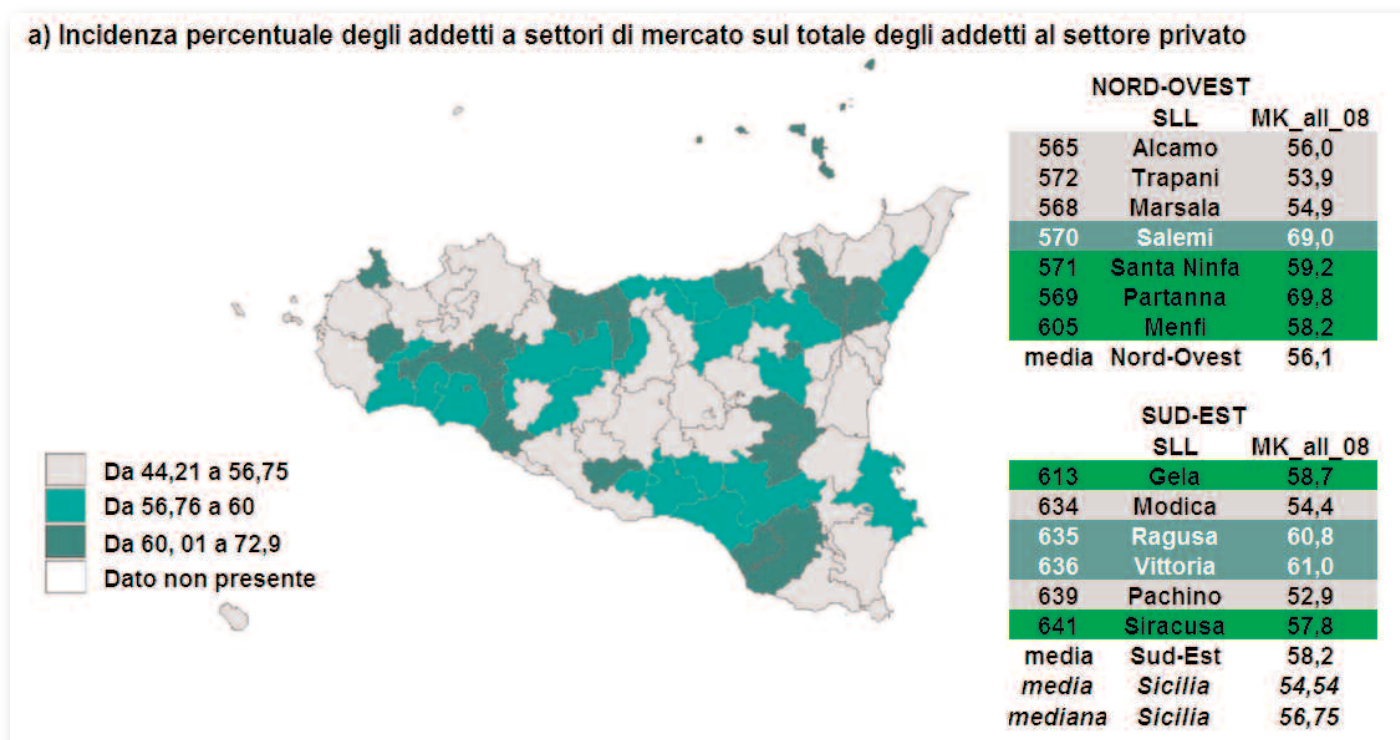 a) Incidenza percentuale degli addetti a settori di mercato sul totale degli addetti al settore privato
Da 44,21 a 56,75
Da 56,76 a 60
Da 60, 01 a 72,9
Dato non presente
NORD-OVEST
SLL MK_all_08
565 Alcamo 56,0
572 Trapani 53,9
568 Marsala 54,9
570 Salemi 69,0
571 Santa Ninfa 59,2
569 Partanna 69,8
605 Menfi 58,2
media Nord-Ovest 56,1
SUD-EST
SLL MK_all_08
613 Gela 58,7
634 Modica 54,4
635 Ragusa 60,8
636 Vittoria 61,0
639 Pachino 52,9
641 Siracusa 57,8
media Sud-Est 58,2
media Sicilia 54,54
mediana Sicilia 56,75